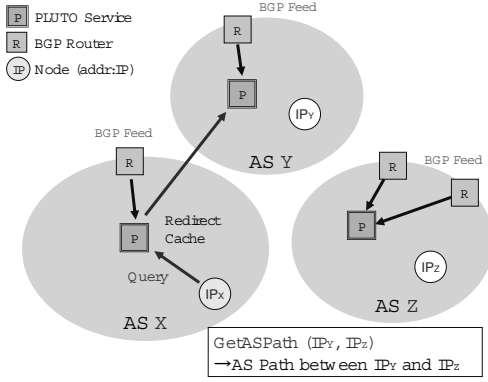 P PLUTO Service
R BGP Router
IP Node (addr:IP)
BGP Feed
R
P
IPY
AS Y
BGP Feed
R
P
Redirect
Cache
Query
IPX
AS X
R
BGP Feed
R
P
IPZ
AS Z
GetASPath (IPY, IPZ)
→AS Path between IPY and IPZ